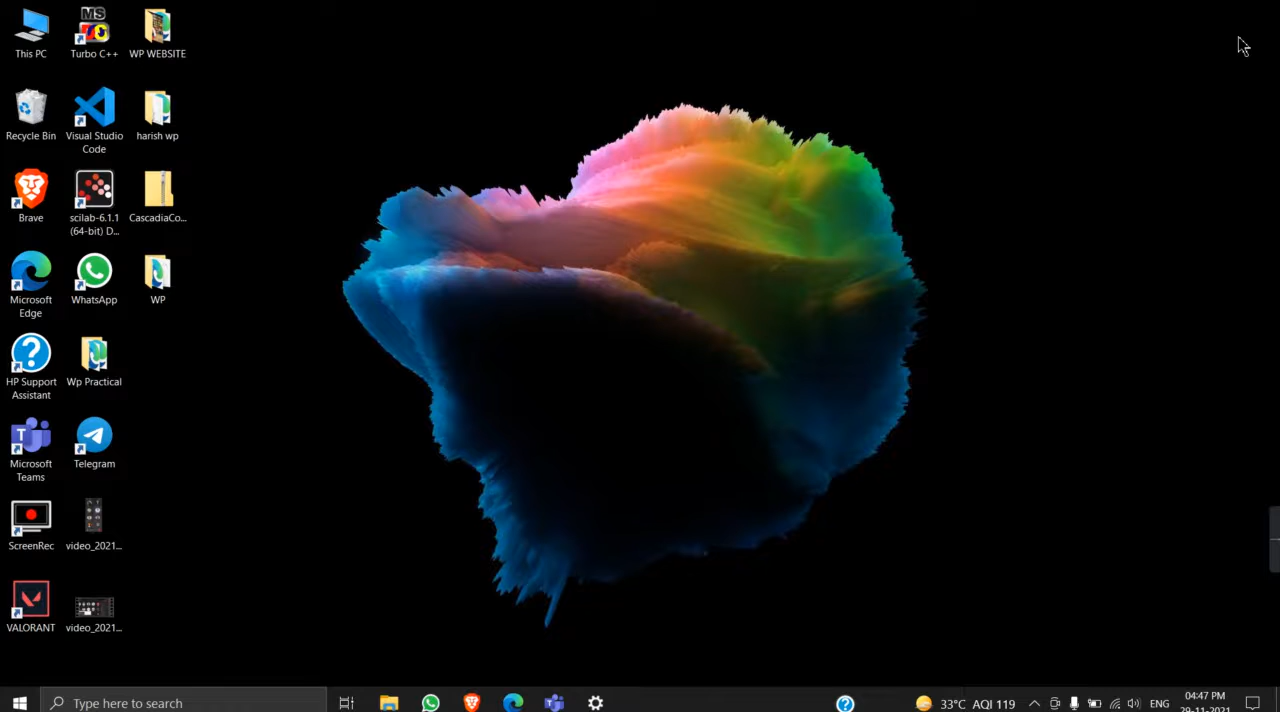 This PC
MS
Turbo C++
WP WEBSITE
Recycle Bin
Visual Studio
Code
harish wp
Brave
scilab-6.1.1
(64-bit) D...
CascadiaCo...
Microsoft
Edge
WhatsApp
WP
HP Support
Assistant
Wp Practical
Microsoft
Teams
Telegram
ScreenRec
video_2021...
VALORANT
video_2021...
Type here to search
33°C AQI 119
ENG
04:47 PM
29-11-2021